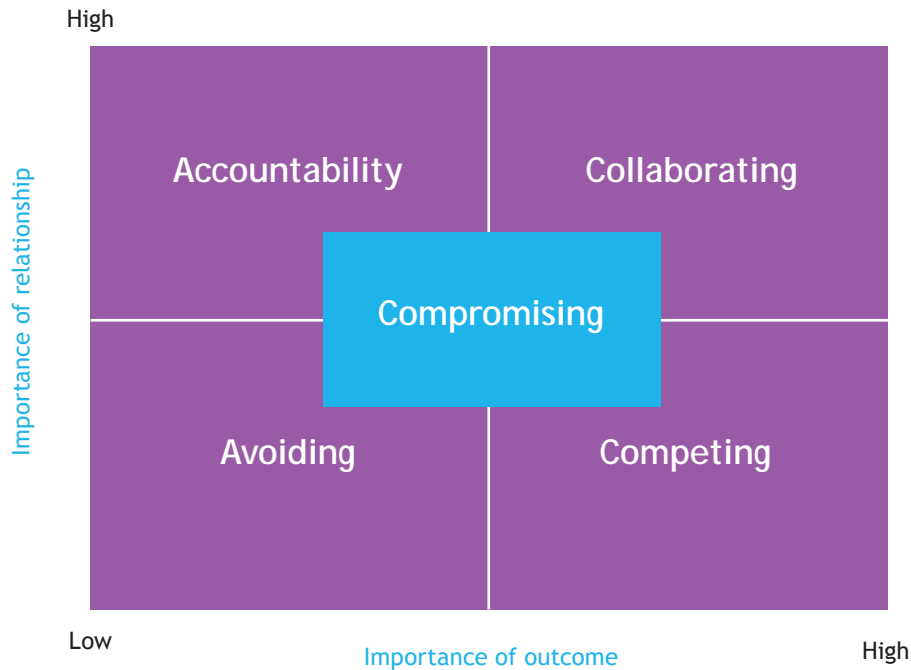 High
Accountability
Collaborating
Importance of relationship
Compromising
Avoiding
Competing
Low
Importance of outcome
High